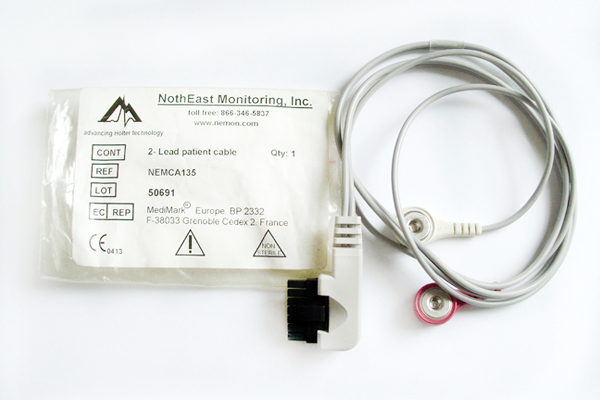 NothEast Monitoring, Inc.
toll free: 866-346-5837
www.nemon.com
advancing Holter technology
CONT 2- Lead patient cable Qty: 1
REF NEMCA135
LOT 50691
EC REP MediMark® Europe, BP 2332
F-38033 Grenoble Cedex 2, France
CE 0413
NON
STERILE